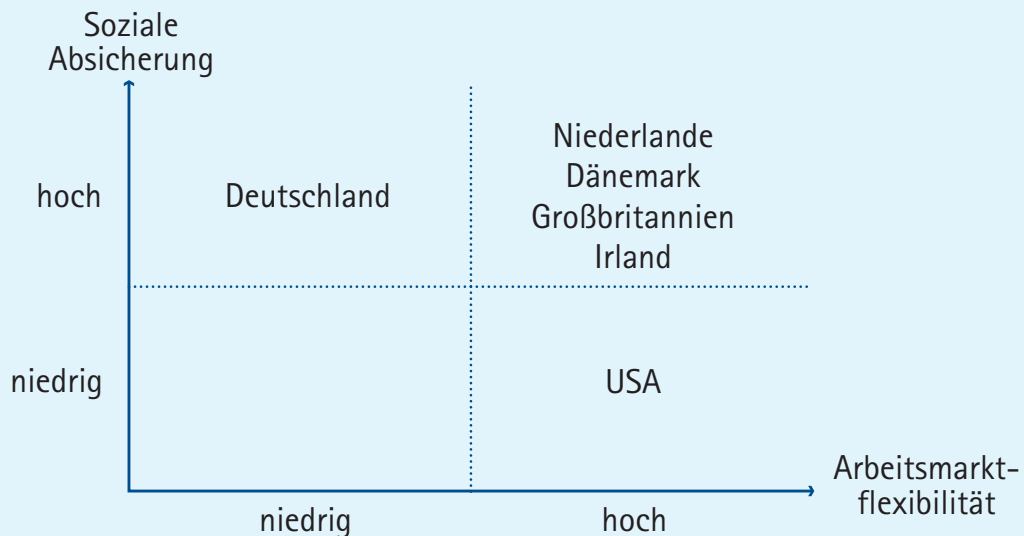 Soziale
Absicherung
hoch
Deutschland
Niederlande
Dänemark
Großbritannien
Irland
niedrig
USA
Arbeitsmarkt-
flexibilität
niedrig
hoch